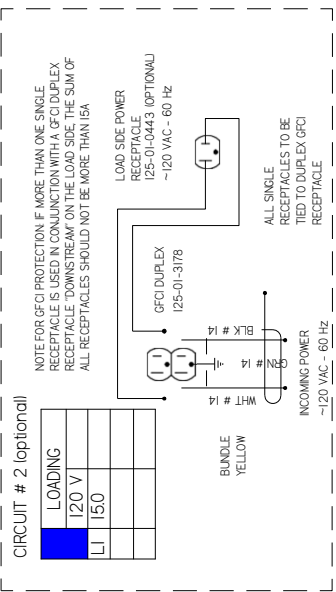 CIRCUIT # 2 (optional)
LOADING
120 V
L1 15.0
NOTE FOR GFCI PROTECTION IF MORE THAN ONE SINGLE
RECEPTACLE IS USED IN CONJUNCTION WITH A GFCI DUPLEX
RECEPTACLE "DOWNSTREAM" ON THE LOAD SIDE, THE SUM OF
ALL RECEPTACLES SHOULD NOT BE MORE THAN 15A
LOAD SIDE POWER
RECEPTACLE
125-01-0443 (OPTIONAL)
~120 VAC - 60 Hz
GFCI DUPLEX
125-01-3178
ALL SINGLE
RECEPTACLES TO BE
TIED TO DUPLEX GFCI
RECEPTACLE
BUNDLE
YELLOW
WHT # 14
GRN # 14
BLK # 14
INCOMING POWER
~120 VAC - 60 Hz